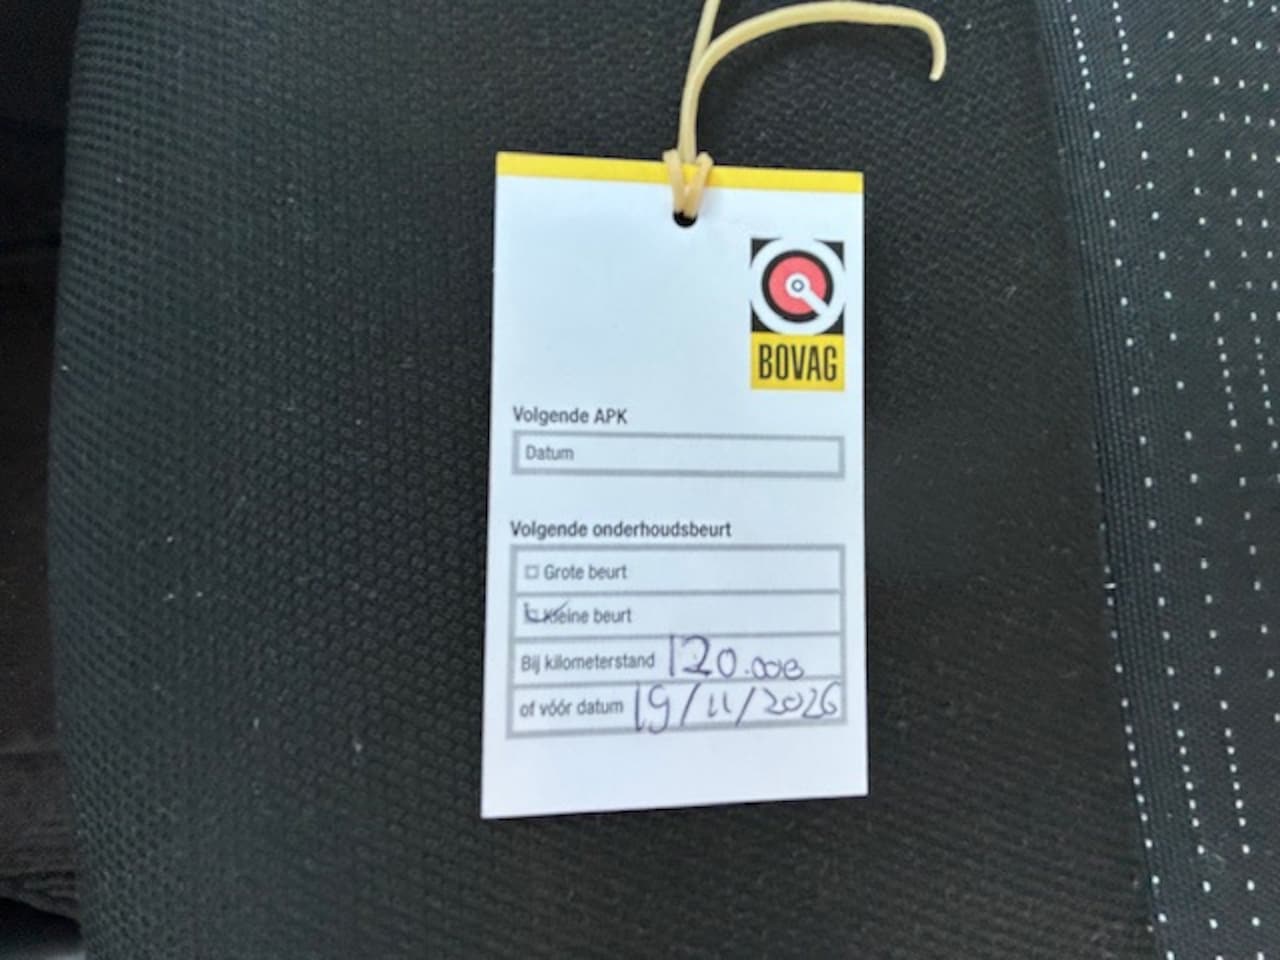 BOVAG
Volgende APK
Datum
Volgende onderhoudsbeurt
Grote beurt
Kleine beurt
Bij kilometerstand 120.000
of vóór datum 19/11/2026